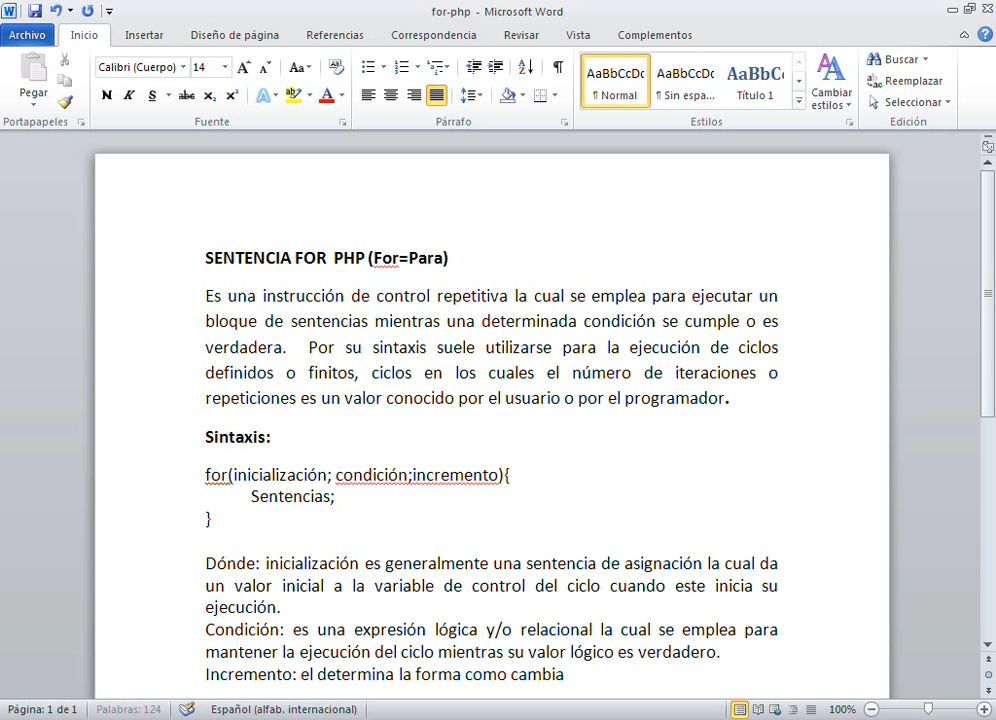 for-php - Microsoft Word
Archivo Inicio Insertar Diseño de página Referencias Correspondencia Revisar Vista Complementos
Pegar
Portapapeles
Calibri (Cuerpo) 14
Fuente
Párrafo
AaBbCcDc AaBbCcDc AaBbC
¶ Normal ¶ Sin espa... Título 1
Cambiar estilos
Estilos
Buscar
Reemplazar
Seleccionar
Edición
SENTENCIA FOR PHP (For=Para)
Es una instrucción de control repetitiva la cual se emplea para ejecutar un
bloque de sentencias mientras una determinada condición se cumple o es
verdadera. Por su sintaxis suele utilizarse para la ejecución de ciclos
definidos o finitos, ciclos en los cuales el número de iteraciones o
repeticiones es un valor conocido por el usuario o por el programador.
Sintaxis:
for(inicialización; condición;incremento){
Sentencias;
}
Dónde: inicialización es generalmente una sentencia de asignación la cual da
un valor inicial a la variable de control del ciclo cuando este inicia su
ejecución.
Condición: es una expresión lógica y/o relacional la cual se emplea para
mantener la ejecución del ciclo mientras su valor lógico es verdadero.
Incremento: el determina la forma como cambia
Página: 1 de 1 Palabras: 124 Español (alfab. internacional) 100%